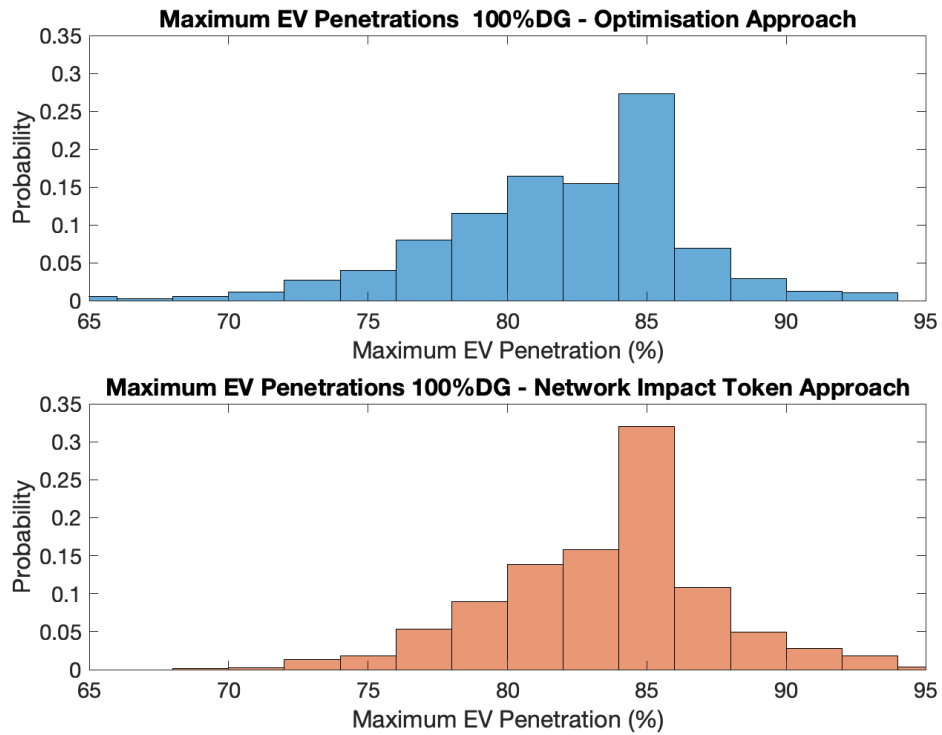 Maximum EV Penetrations  100%DG - Optimisation Approach
0.35
0.3
0.25
0.2
0.15
0.1
0.05
0
Probability
65 70 75 80 85 90 95
Maximum EV Penetration (%)
Maximum EV Penetrations 100%DG - Network Impact Token Approach
0.35
0.3
0.25
0.2
0.15
0.1
0.05
0
Probability
65 70 75 80 85 90 95
Maximum EV Penetration (%)